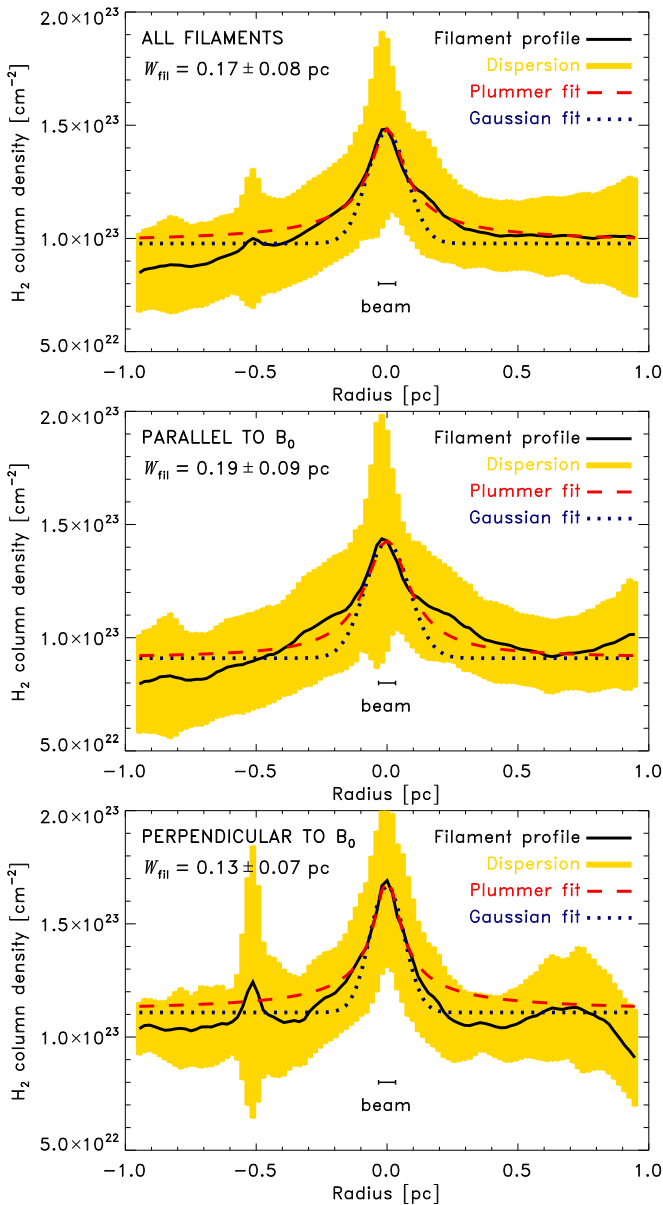 2.0×10²³
ALL FILAMENTS
W_fil = 0.17 ± 0.08 pc
Filament profile
Dispersion
Plummer fit
Gaussian fit
1.5×10²³
1.0×10²³
5.0×10²²
H₂ column density [cm⁻²]
beam
−1.0 −0.5 0.0 0.5 1.0
Radius [pc]
2.0×10²³
PARALLEL TO B₀
W_fil = 0.19 ± 0.09 pc
Filament profile
Dispersion
Plummer fit
Gaussian fit
1.5×10²³
1.0×10²³
5.0×10²²
H₂ column density [cm⁻²]
beam
−1.0 −0.5 0.0 0.5 1.0
Radius [pc]
2.0×10²³
PERPENDICULAR TO B₀
W_fil = 0.13 ± 0.07 pc
Filament profile
Dispersion
Plummer fit
Gaussian fit
1.5×10²³
1.0×10²³
5.0×10²²
H₂ column density [cm⁻²]
beam
−1.0 −0.5 0.0 0.5 1.0
Radius [pc]